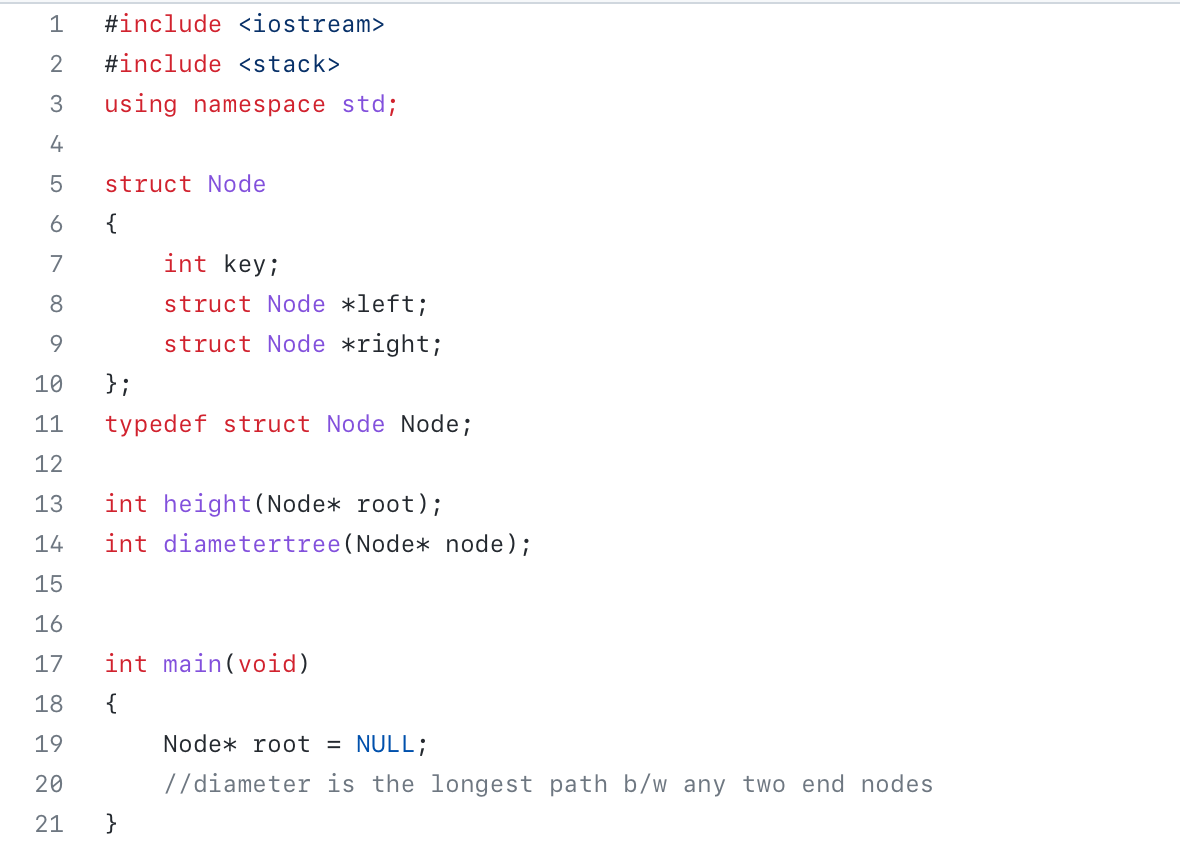 1 #include <iostream>
2 #include <stack>
3 using namespace std;
4
5 struct Node
6 {
7     int key;
8     struct Node *left;
9     struct Node *right;
10 };
11 typedef struct Node Node;
12
13 int height(Node* root);
14 int diametertree(Node* node);
15
16
17 int main(void)
18 {
19     Node* root = NULL;
20     //diameter is the longest path b/w any two end nodes
21 }